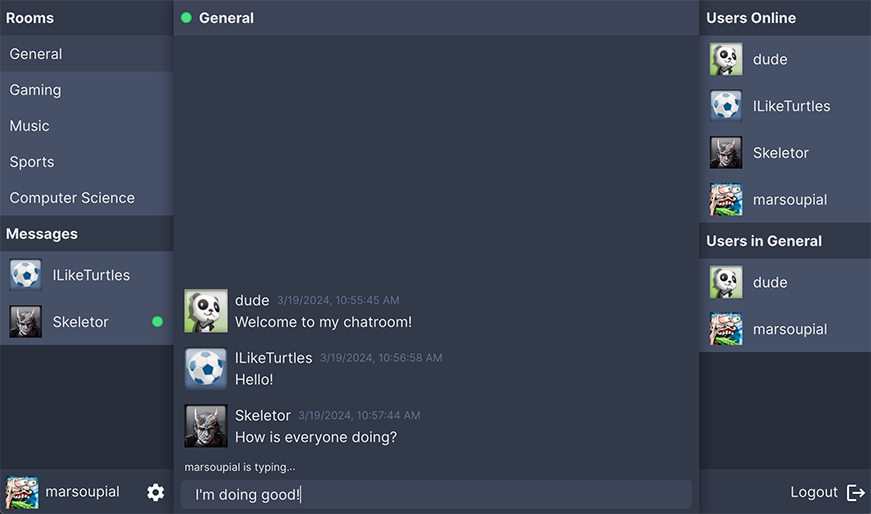 Rooms
General
Gaming
Music
Sports
Computer Science
Messages
ILikeTurtles
Skeletor
marsoupial
General
dude 3/19/2024, 10:55:45 AM
Welcome to my chatroom!
ILikeTurtles 3/19/2024, 10:56:58 AM
Hello!
Skeletor 3/19/2024, 10:57:44 AM
How is everyone doing?
marsoupial is typing...
I'm doing good!
Users Online
dude
ILikeTurtles
Skeletor
marsoupial
Users in General
dude
marsoupial
Logout